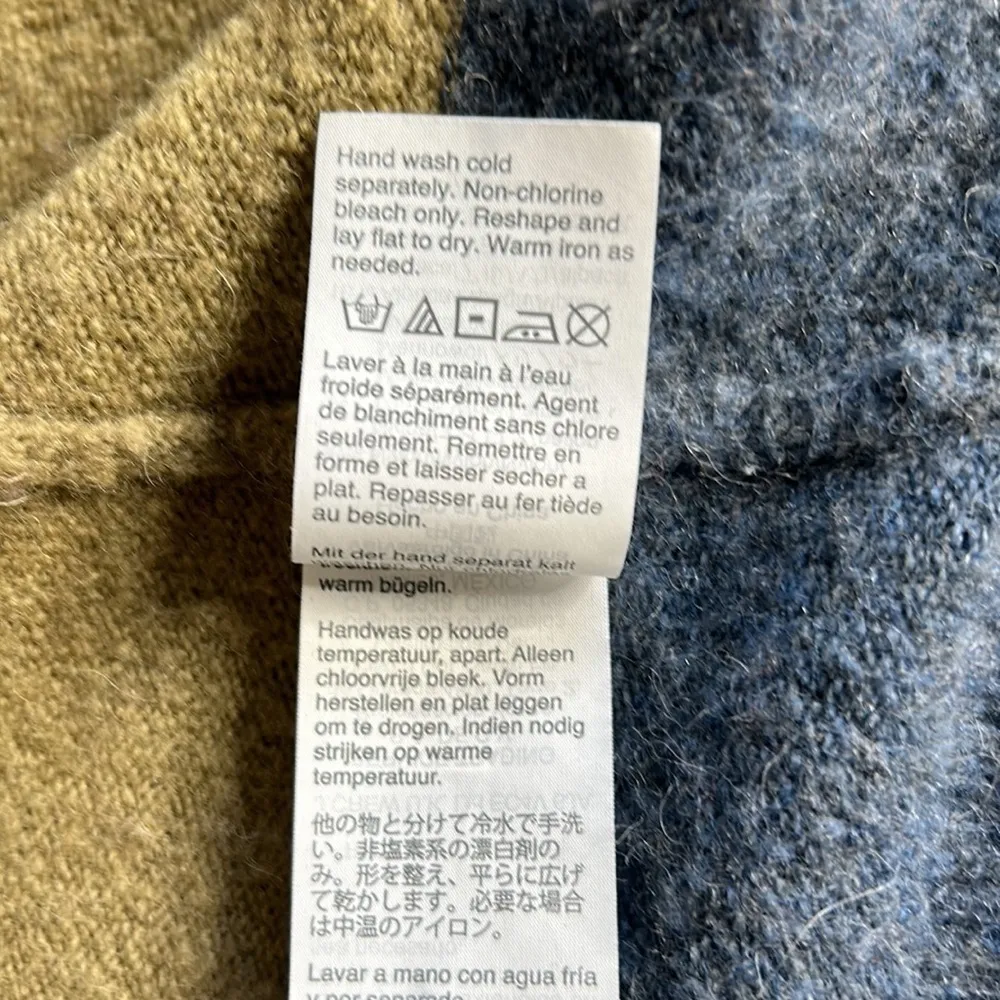 Hand wash cold
separately. Non-chlorine
bleach only. Reshape and
lay flat to dry. Warm iron as
needed.
Laver à la main à l'eau
froide séparément. Agent
de blanchiment sans chlore
seulement. Remettre en
forme et laisser secher a
plat. Repasser au fer tiède
au besoin.
Mit der hand separat kalt
warm bügeln.
Handwas op koude
temperatuur, apart. Alleen
chloorvrije bleek. Vorm
herstellen en plat leggen
om te drogen. Indien nodig
strijken op warme
temperatuur.
他の物と分けて冷水で手洗
い。非塩素系の漂白剤の
み。形を整え、平らに広げ
て乾かします。必要な場合
は中温のアイロン。
Lavar a mano con agua fría
y por separado